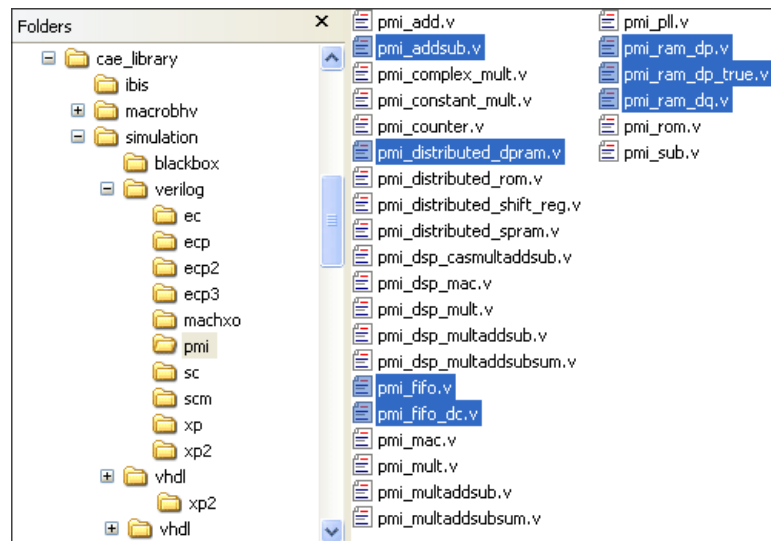 Folders
cae_library
ibis
macrobhv
simulation
blackbox
verilog
ec
ecp
ecp2
ecp3
machxo
pmi
sc
scm
xp
xp2
vhdl
xp2
vhdl
pmi_add.v
pmi_addsub.v
pmi_complex_mult.v
pmi_constant_mult.v
pmi_counter.v
pmi_distributed_dpram.v
pmi_distributed_rom.v
pmi_distributed_shift_reg.v
pmi_distributed_spram.v
pmi_dsp_casmultaddsub.v
pmi_dsp_mac.v
pmi_dsp_mult.v
pmi_dsp_multaddsub.v
pmi_dsp_multaddsubsum.v
pmi_fifo.v
pmi_fifo_dc.v
pmi_mac.v
pmi_mult.v
pmi_multaddsub.v
pmi_multaddsubsum.v
pmi_pll.v
pmi_ram_dp.v
pmi_ram_dp_true.v
pmi_ram_dq.v
pmi_rom.v
pmi_sub.v